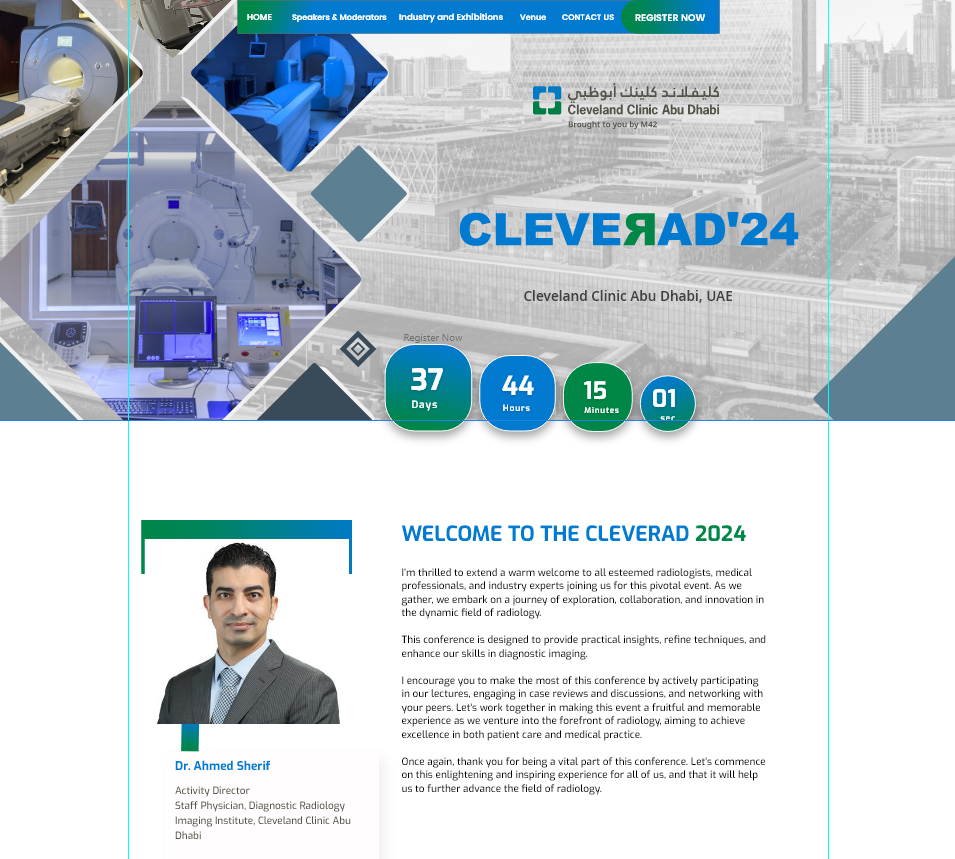 HOME Speakers & Moderators Industry and Exhibitions Venue CONTACT US REGISTER NOW
كليفلاند كلينك أبوظبي
Cleveland Clinic Abu Dhabi
Brought to you by M42
CLEVEЯAD'24
Cleveland Clinic Abu Dhabi, UAE
Register Now
37 44 15 01
Days Hours Minutes sec
WELCOME TO THE CLEVERAD 2024
I'm thrilled to extend a warm welcome to all esteemed radiologists, medical
professionals, and industry experts joining us for this pivotal event. As we
gather, we embark on a journey of exploration, collaboration, and innovation in
the dynamic field of radiology.
This conference is designed to provide practical insights, refine techniques, and
enhance our skills in diagnostic imaging.
I encourage you to make the most of this conference by actively participating
in our lectures, engaging in case reviews and discussions, and networking with
your peers. Let's work together in making this event a fruitful and memorable
experience as we venture into the forefront of radiology, aiming to achieve
excellence in both patient care and medical practice.
Once again, thank you for being a vital part of this conference. Let's commence
on this enlightening and inspiring experience for all of us, and that it will help
us to further advance the field of radiology.
Dr. Ahmed Sherif
Activity Director
Staff Physician, Diagnostic Radiology
Imaging Institute, Cleveland Clinic Abu
Dhabi